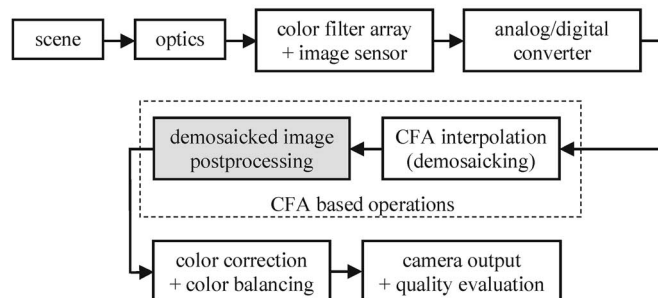 scene
optics
color filter array
+ image sensor
analog/digital
converter
demosaicked image
postprocessing
CFA interpolation
(demosaicking)
CFA based operations
color correction
+ color balancing
camera output
+ quality evaluation